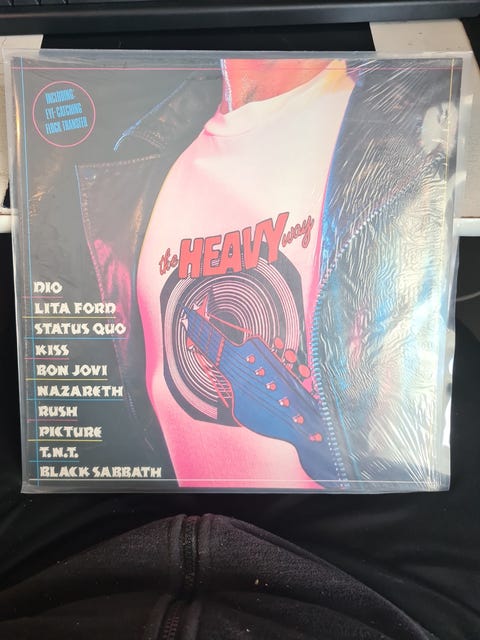 INCLUDING:
EYE-CATCHING
FLOCK TRANSFER
the HEAVY way
DIO
LITA FORD
STATUS QUO
KISS
BON JOVI
NAZARETH
RUSH
PICTURE
T.N.T.
BLACK SABBATH